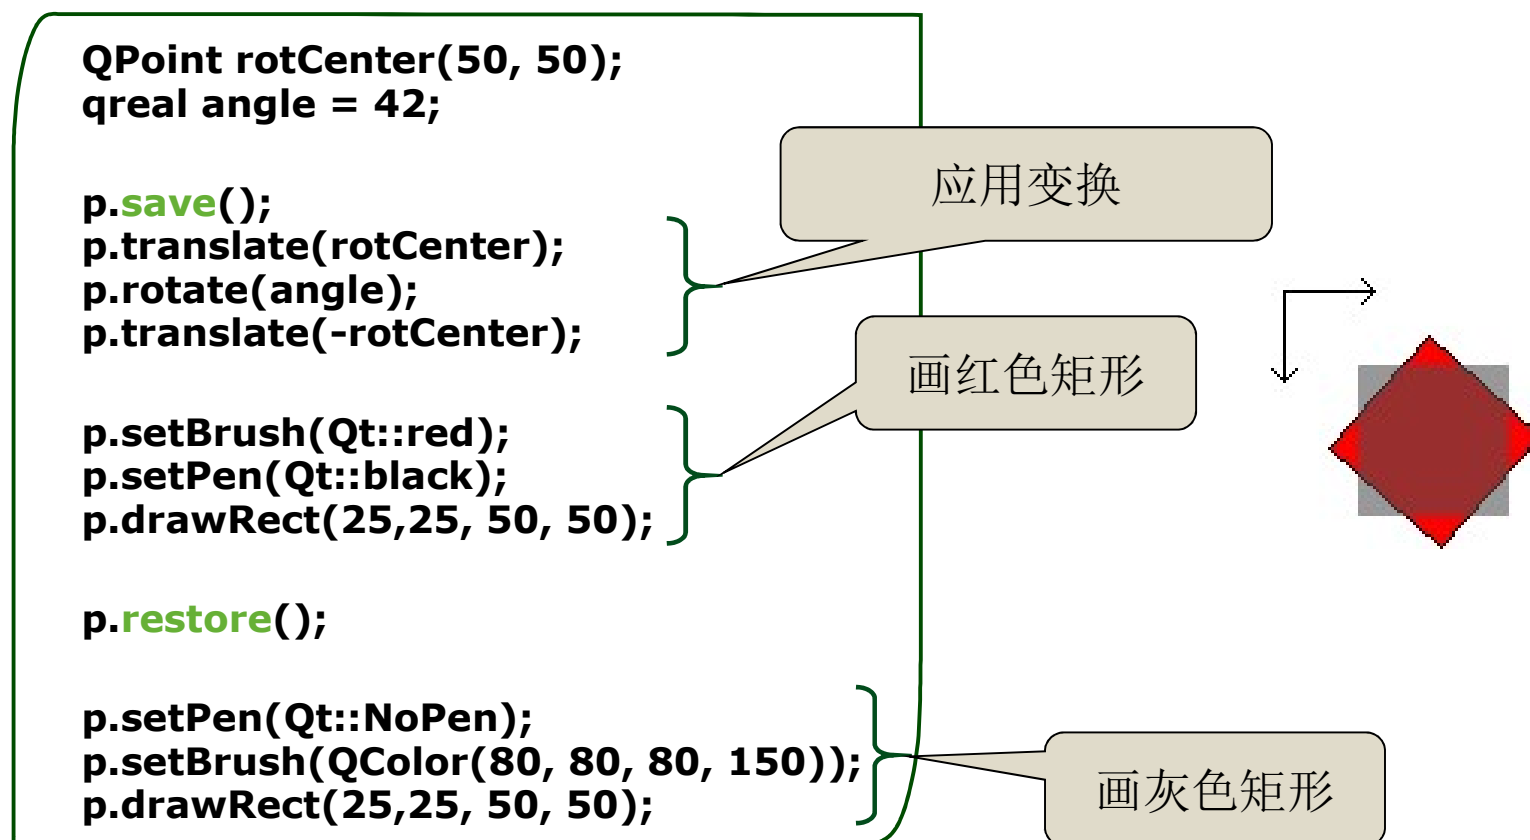 QPoint rotCenter(50, 50);
qreal angle = 42;
p.save();
p.translate(rotCenter);
p.rotate(angle);
p.translate(-rotCenter);
应用变换
p.setBrush(Qt::red);
p.setPen(Qt::black);
p.drawRect(25,25, 50, 50);
画红色矩形
p.restore();
p.setPen(Qt::NoPen);
p.setBrush(QColor(80, 80, 80, 150));
p.drawRect(25,25, 50, 50);
画灰色矩形